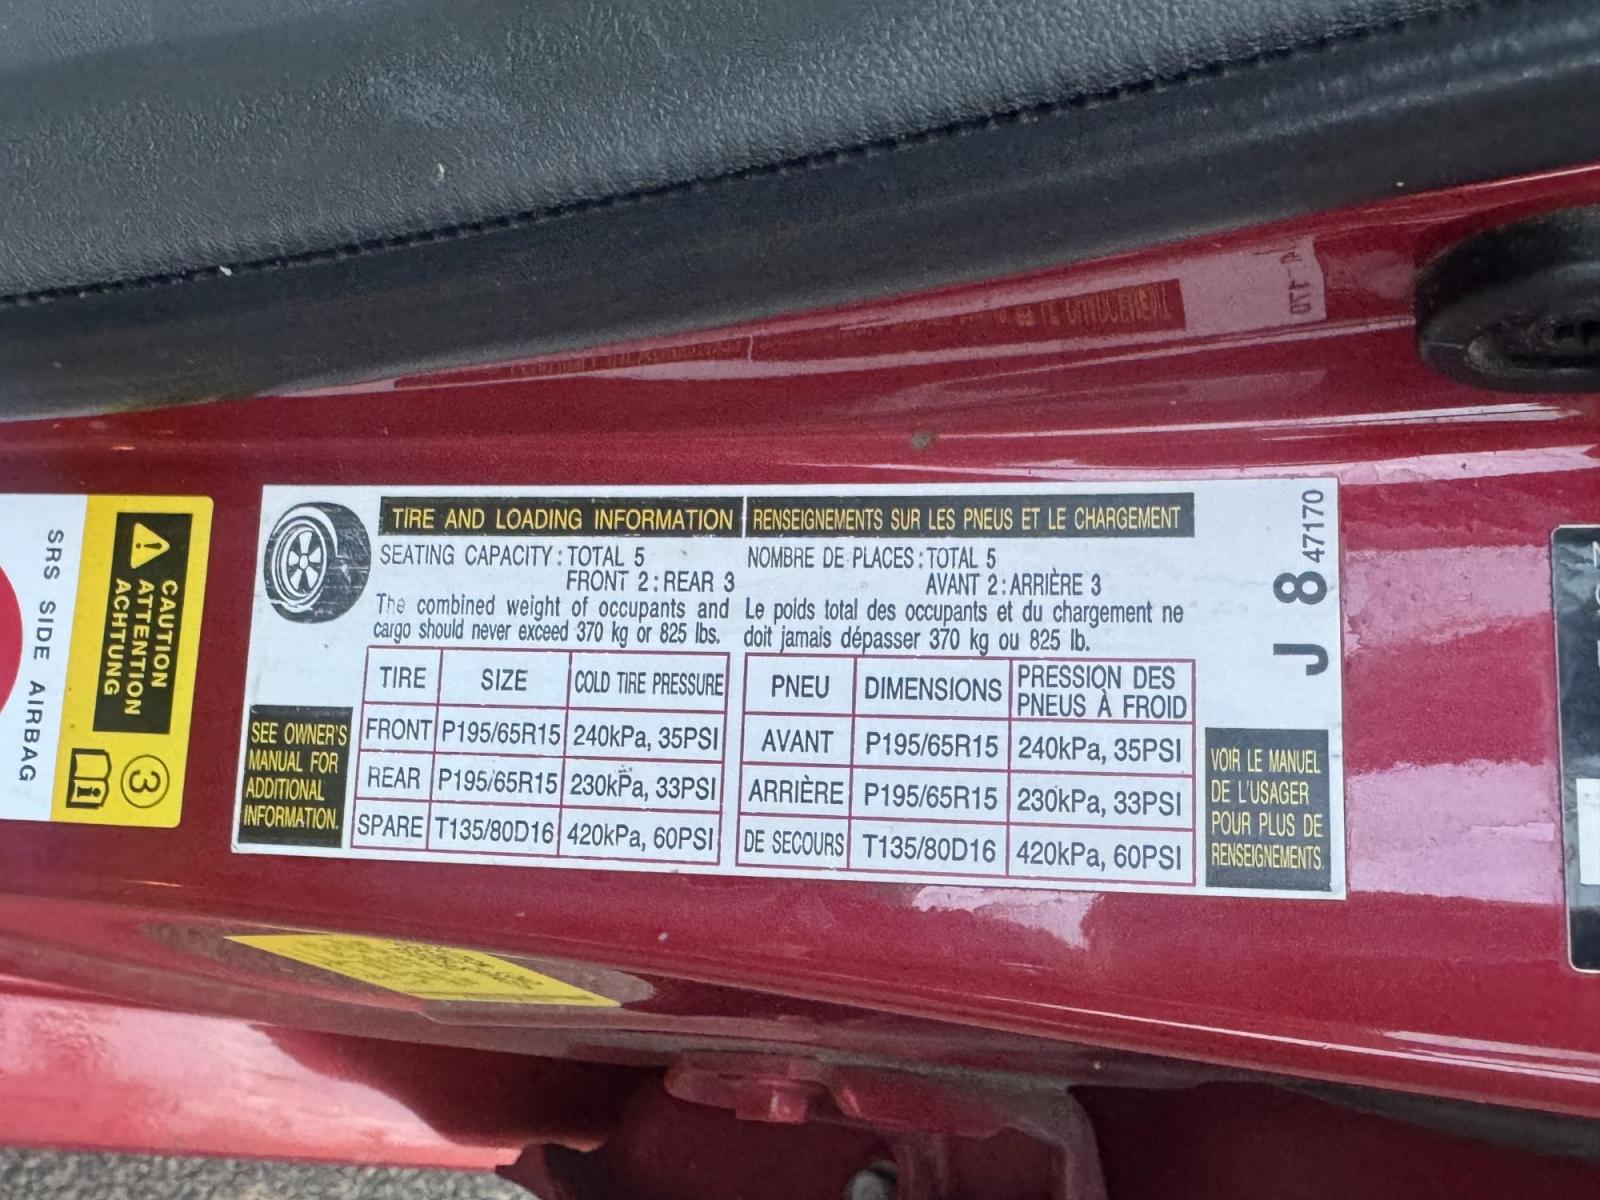 TIRE AND LOADING INFORMATION
SEATING CAPACITY : TOTAL 5
FRONT 2 : REAR 3
The combined weight of occupants and
cargo should never exceed 370 kg or 825 lbs.
TIRE SIZE COLD TIRE PRESSURE
FRONT P195/65R15 240kPa, 35PSI
REAR P195/65R15 230kPa, 33PSI
SPARE T135/80D16 420kPa, 60PSI
SEE OWNER'S
MANUAL FOR
ADDITIONAL
INFORMATION.
RENSEIGNEMENTS SUR LES PNEUS ET LE CHARGEMENT
NOMBRE DE PLACES : TOTAL 5
AVANT 2 : ARRIÈRE 3
Le poids total des occupants et du chargement ne
doit jamais dépasser 370 kg ou 825 lb.
PNEU DIMENSIONS PRESSION DES
PNEUS À FROID
AVANT P195/65R15 240kPa, 35PSI
ARRIÈRE P195/65R15 230kPa, 33PSI
DE SECOURS T135/80D16 420kPa, 60PSI
VOIR LE MANUEL
DE L'USAGER
POUR PLUS DE
RENSEIGNEMENTS.
J 8 47170
CAUTION
ATTENTION
ACHTUNG
3
SRS SIDE AIRBAG